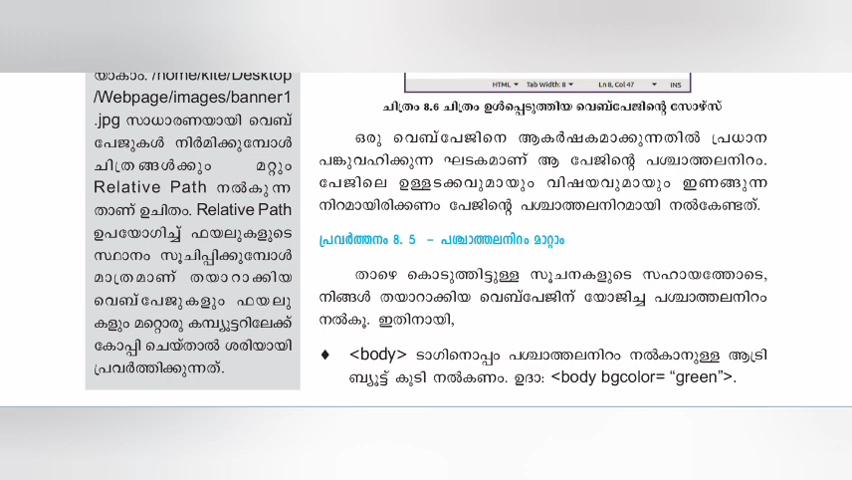 യാകാം. /home/kite/Desktop
/Webpage/images/banner1
.jpg സാധാരണയായി വെബ്
പേജുകൾ നിർമിക്കുമ്പോൾ
ചിത്രങ്ങൾക്കും മറ്റും
Relative Path നൽകുന്ന
താണ് ഉചിതം. Relative Path
ഉപയോഗിച്ച് ഫയലുകളുടെ
സ്ഥാനം സൂചിപ്പിക്കുമ്പോൾ
മാത്രമാണ് തയാറാക്കിയ
വെബ്പേജുകളും ഫയലു
കളും മറ്റൊരു കമ്പ്യൂട്ടറിലേക്ക്
കോപ്പി ചെയ്താൽ ശരിയായി
പ്രവർത്തിക്കുന്നത്.
HTML Tab Width: 8 Ln 8, Col 47 INS
ചിത്രം 8.6 ചിത്രം ഉൾപ്പെടുത്തിയ വെബ്പേജിന്റെ സോഴ്സ്
ഒരു വെബ്പേജിനെ ആകർഷകമാക്കുന്നതിൽ പ്രധാന
പങ്കുവഹിക്കുന്ന ഘടകമാണ് ആ പേജിന്റെ പശ്ചാത്തലനിറം.
പേജിലെ ഉള്ളടക്കവുമായും വിഷയവുമായും ഇണങ്ങുന്ന
നിറമായിരിക്കണം പേജിന്റെ പശ്ചാത്തലനിറമായി നൽകേണ്ടത്.
പ്രവർത്തനം 8. 5 – പശ്ചാത്തലനിറം മാറ്റാം
താഴെ കൊടുത്തിട്ടുള്ള സൂചനകളുടെ സഹായത്തോടെ,
നിങ്ങൾ തയാറാക്കിയ വെബ്പേജിന് യോജിച്ച പശ്ചാത്തലനിറം
നൽകൂ. ഇതിനായി,
♦ <body> ടാഗിനൊപ്പം പശ്ചാത്തലനിറം നൽകാനുള്ള ആട്രി
ബ്യൂട്ട് കൂടി നൽകണം. ഉദാ: <body bgcolor= “green”>.